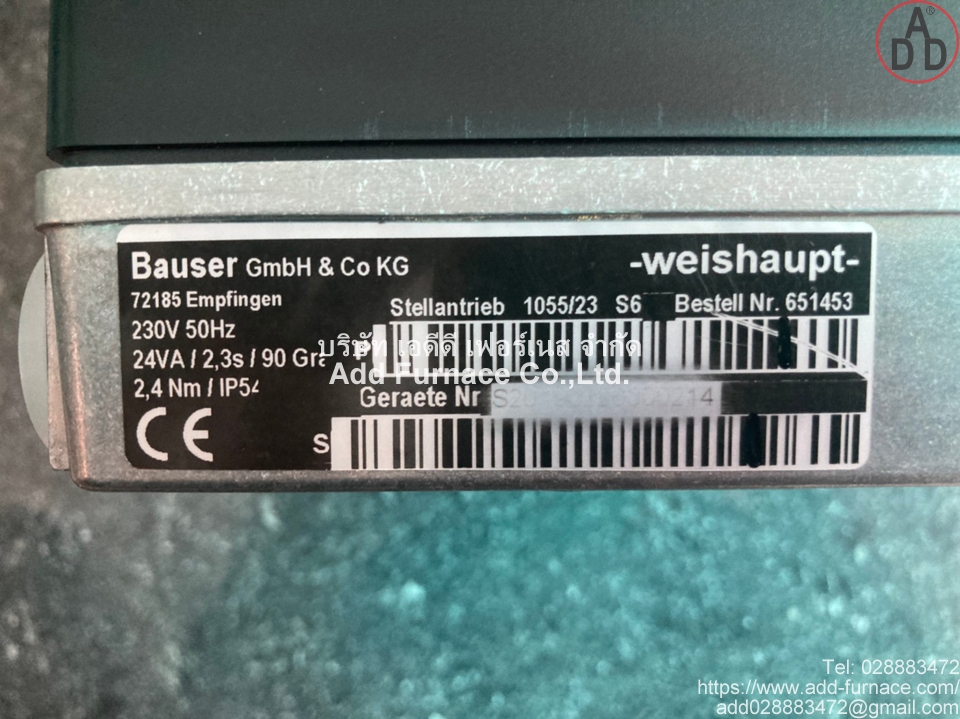 ADD®
Bauser GmbH & Co KG
-weishaupt-
72185 Empfingen
Stellantrieb 1055/23 S6 Bestell Nr. 651453
230V 50Hz
24VA / 2,3s / 90 Gra
บริษัท เอดีดี เฟอร์เนส จำกัด
Add Furnace Co.,Ltd.
2,4 Nm / IP54
Geraete Nr
CE
S
Tel: 028883472
https://www.add-furnace.com/
add028883472@gmail.com